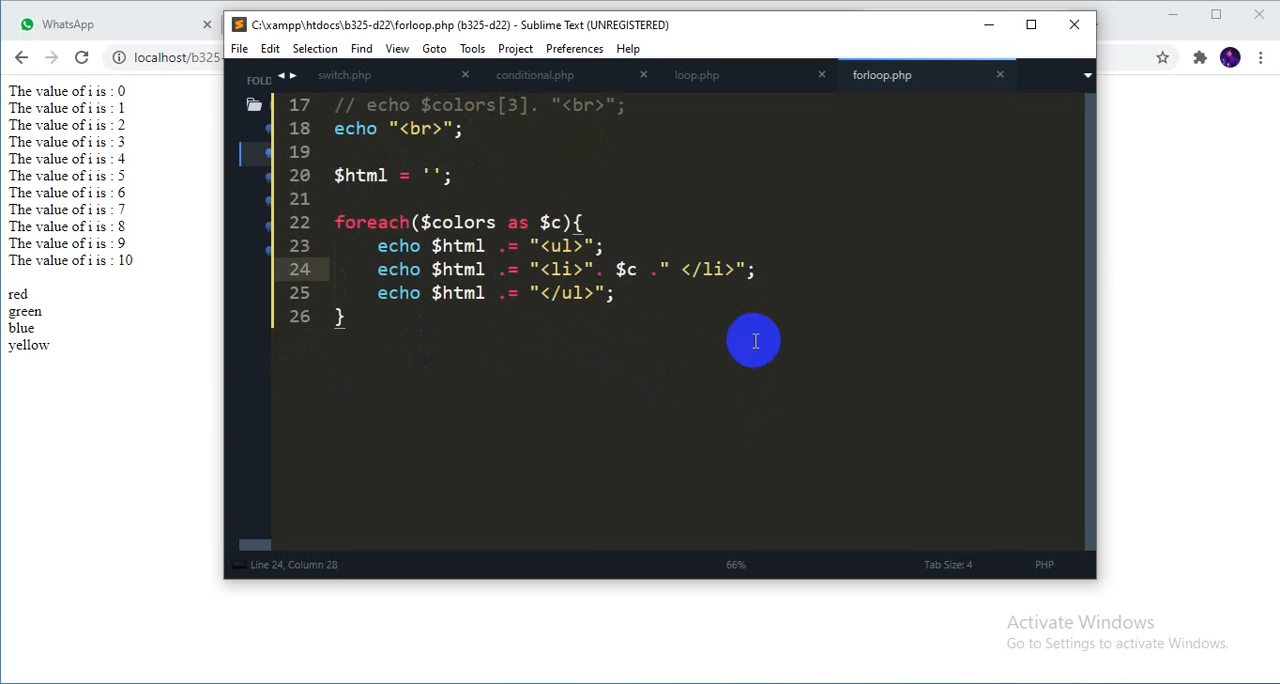 WhatsApp
localhost/b325-
C:\xampp\htdocs\b325-d22\forloop.php (b325-d22) - Sublime Text (UNREGISTERED)
File Edit Selection Find View Goto Tools Project Preferences Help
FOLD
switch.php conditional.php loop.php forloop.php
17 // echo $colors[3]. "<br>";
18 echo "<br>";
19
20 $html = '';
21
22 foreach($colors as $c){
23 echo $html .= "<ul>";
24 echo $html .= "<li>". $c ." </li>";
25 echo $html .= "</ul>";
26 }
Line 24, Column 28 66% Tab Size: 4 PHP
The value of i is : 0
The value of i is : 1
The value of i is : 2
The value of i is : 3
The value of i is : 4
The value of i is : 5
The value of i is : 6
The value of i is : 7
The value of i is : 8
The value of i is : 9
The value of i is : 10
red
green
blue
yellow
Activate Windows
Go to Settings to activate Windows.